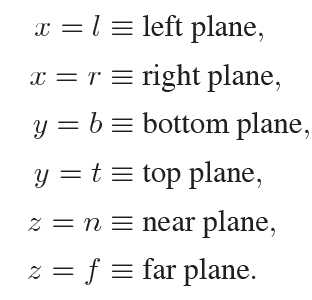 x = l ≡ left plane,
x = r ≡ right plane,
y = b ≡ bottom plane,
y = t ≡ top plane,
z = n ≡ near plane,
z = f ≡ far plane.